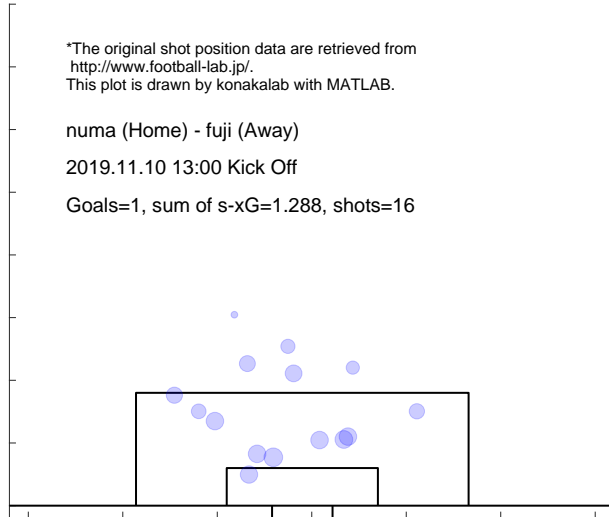 *The original shot position data are retrieved from
http://www.football-lab.jp/.
This plot is drawn by konakalab with MATLAB.
numa (Home) - fuji (Away)
2019.11.10 13:00 Kick Off
Goals=1, sum of s-xG=1.288, shots=16